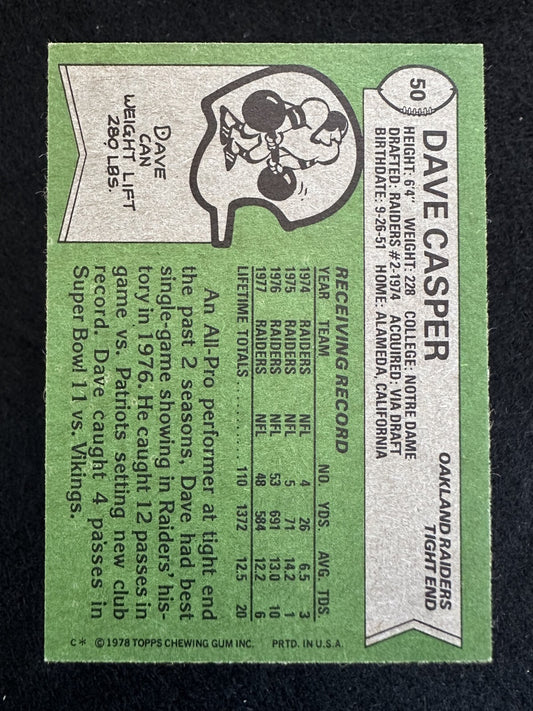 50
DAVE CASPER
OAKLAND RAIDERS
TIGHT END
HEIGHT: 6'4" WEIGHT: 228 COLLEGE: NOTRE DAME
DRAFTED: RAIDERS #2-1974 ACQUIRED: VIA DRAFT
BIRTHDATE: 9-26-51 HOME: ALAMEDA, CALIFORNIA
DAVE
CAN
WEIGHT LIFT
280 LBS.
RECEIVING RECORD
YEAR TEAM NO. YDS. AVG. TDS.
1974 RAIDERS NFL 4 26 6.5 3
1975 RAIDERS NFL 5 71 14.2 1
1976 RAIDERS NFL 53 691 13.0 10
1977 RAIDERS NFL 48 584 12.2 6
LIFETIME TOTALS 110 1372 12.5 20
An All-Pro performer at tight end
the past 2 seasons, Dave had best
single-game showing in Raiders' his-
tory in 1976. He caught 12 passes in
game vs. Patriots setting new club
record. Dave caught 4 passes in
Super Bowl 11 vs. Vikings.
C* © 1978 TOPPS CHEWING GUM INC. PRTD. IN U.S.A.